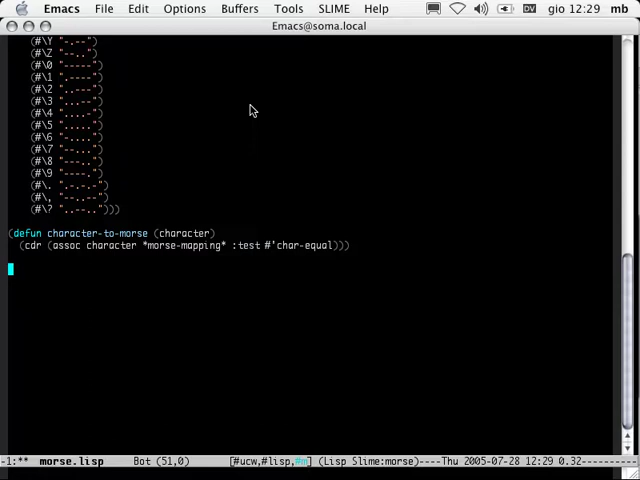 Emacs File Edit Options Buffers Tools SLIME Help DV gio 12:29 mb
Emacs@soma.local
(#\Y "-.--")
(#\Z "--..")
(#\0 "-----")
(#\1 ".----")
(#\2 "..---")
(#\3 "...--")
(#\4 "....-")
(#\5 ".....")
(#\6 "-....")
(#\7 "--...")
(#\8 "---..")
(#\9 "----.")
(#\. ".-.-.-")
(#\, "--..--")
(#\? "..--..")))
(defun character-to-morse (character)
(cdr (assoc character *morse-mapping* :test #'char-equal)))
-1:** morse.lisp Bot (51,0) [#ucw,#lisp,#m] (Lisp Slime:morse)----Thu 2005-07-28 12:29 0.32-----------